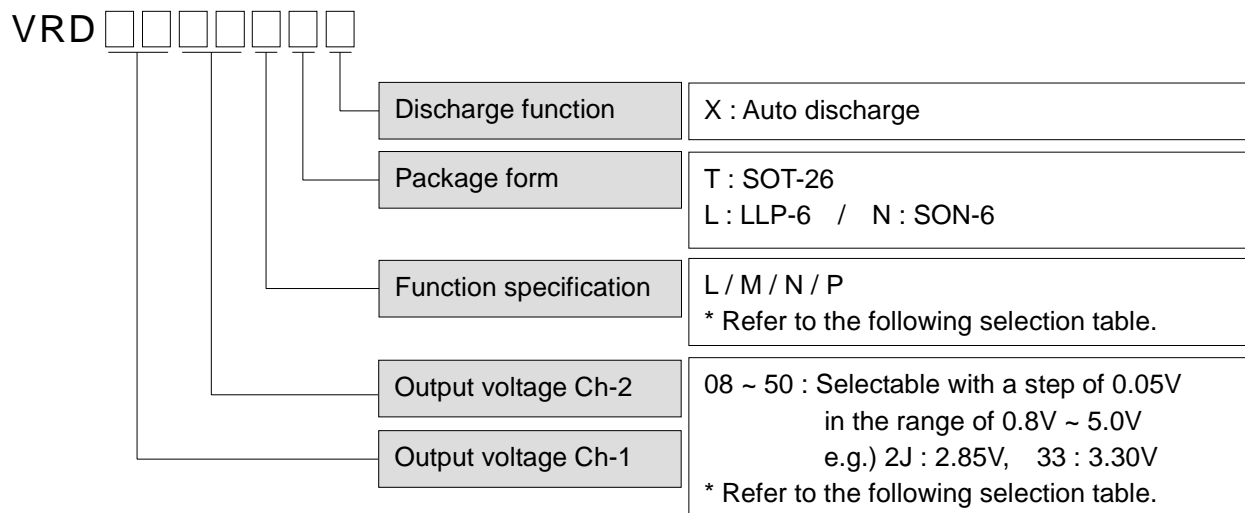 VRD
Discharge function
X : Auto discharge
Package form
T : SOT-26
L : LLP-6 / N : SON-6
Function specification
L / M / N / P
* Refer to the following selection table.
Output voltage Ch-2
Output voltage Ch-1
08 ~ 50 : Selectable with a step of 0.05V
in the range of 0.8V ~ 5.0V
e.g.) 2J : 2.85V, 33 : 3.30V
* Refer to the following selection table.